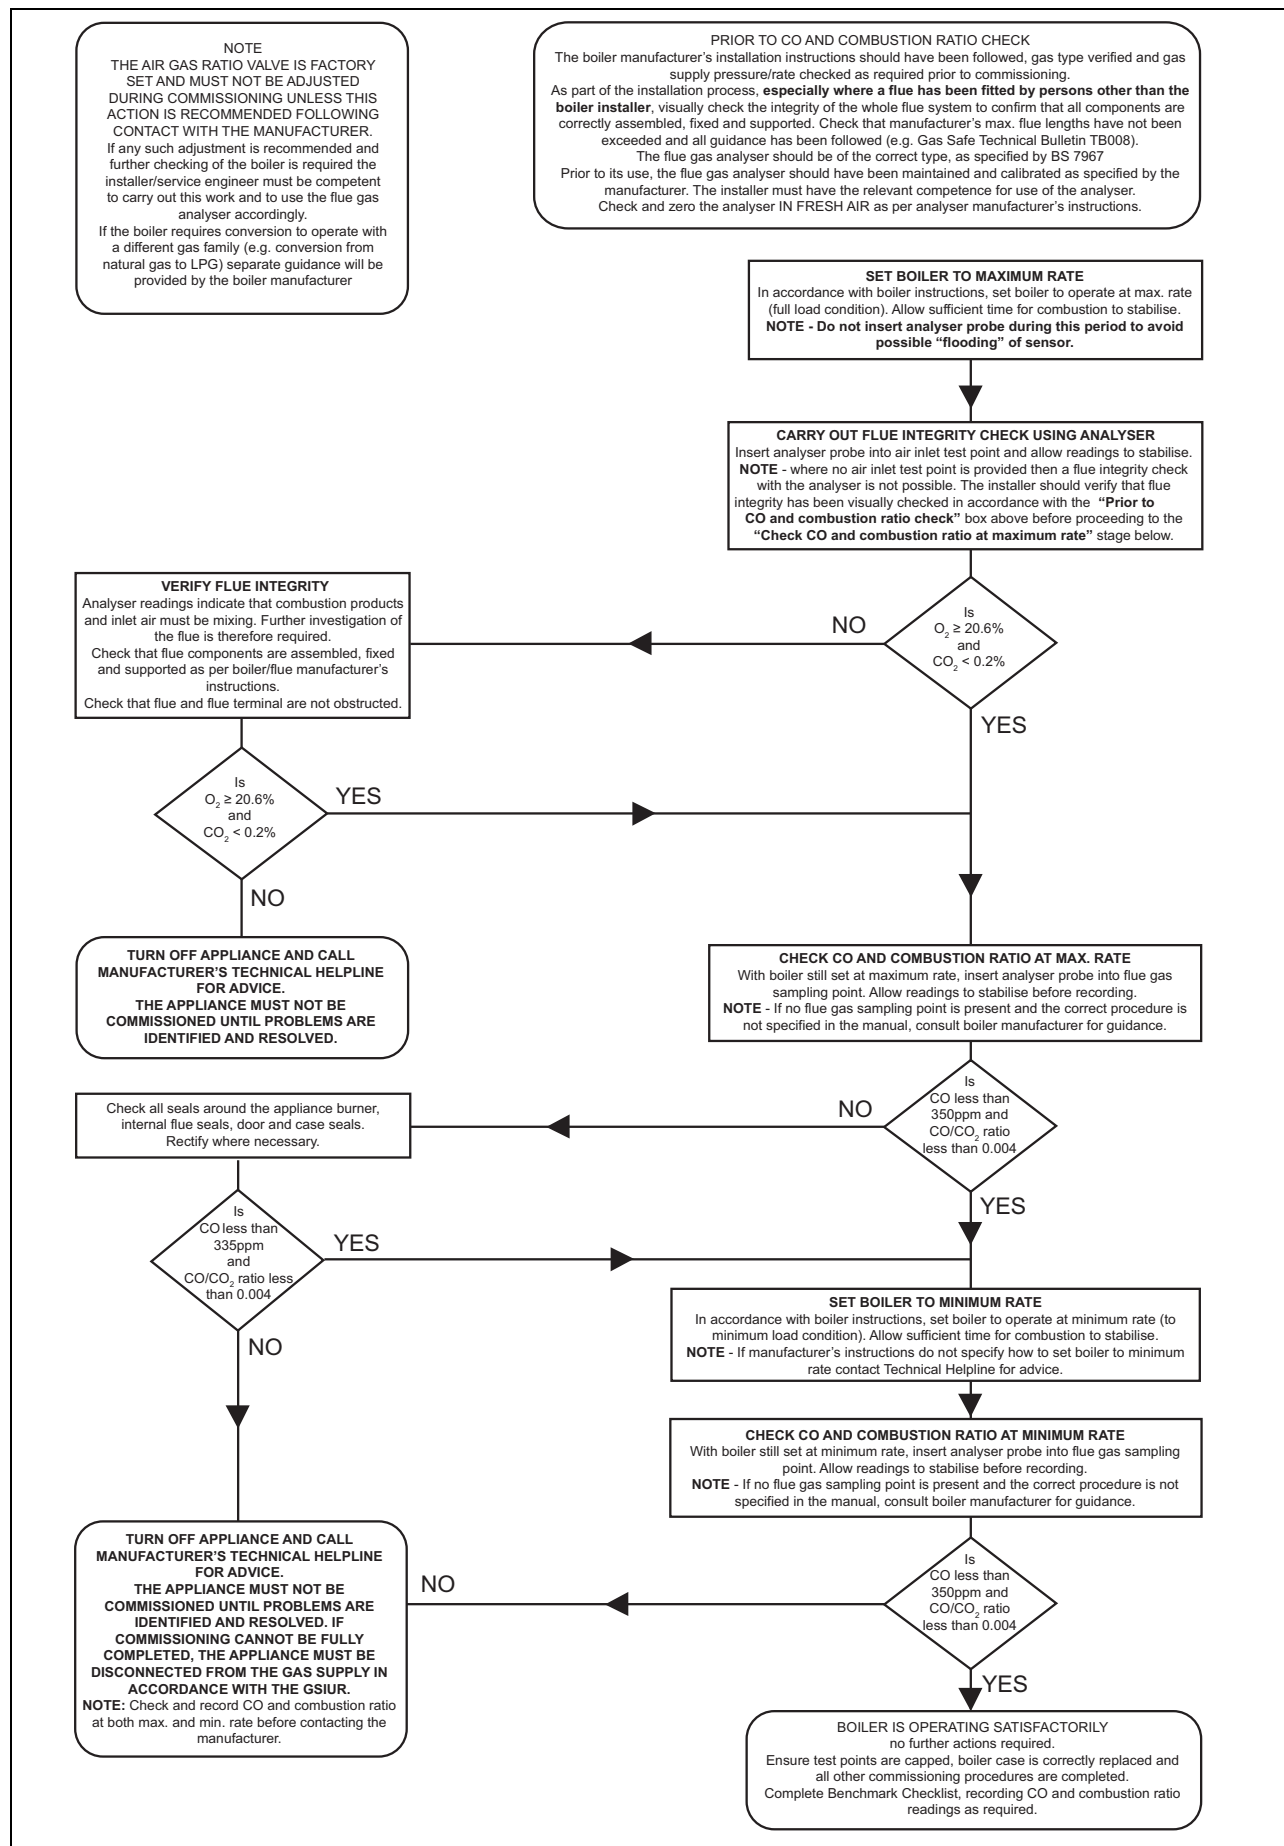 NOTE
THE AIR GAS RATIO VALVE IS FACTORY
SET AND MUST NOT BE ADJUSTED
DURING COMMISSIONING UNLESS THIS
ACTION IS RECOMMENDED FOLLOWING
CONTACT WITH THE MANUFACTURER.
If any such adjustment is recommended and
further checking of the boiler is required the
installer/service engineer must be competent
to carry out this work and to use the flue gas
analyser accordingly.
If the boiler requires conversion to operate with
a different gas family (e.g. conversion from
natural gas to LPG) separate guidance will be
provided by the boiler manufacturer
PRIOR TO CO AND COMBUSTION RATIO CHECK
The boiler manufacturer's installation instructions should have been followed, gas type verified and gas
supply pressure/rate checked as required prior to commissioning.
As part of the installation process, especially where a flue has been fitted by persons other than the
boiler installer, visually check the integrity of the whole flue system to confirm that all components are
correctly assembled, fixed and supported. Check that manufacturer's max. flue lengths have not been
exceeded and all guidance has been followed (e.g. Gas Safe Technical Bulletin TB008).
The flue gas analyser should be of the correct type, as specified by BS 7967
Prior to its use, the flue gas analyser should have been maintained and calibrated as specified by the
manufacturer. The installer must have the relevant competence for use of the analyser.
Check and zero the analyser IN FRESH AIR as per analyser manufacturer's instructions.
SET BOILER TO MAXIMUM RATE
In accordance with boiler instructions, set boiler to operate at max. rate
(full load condition). Allow sufficient time for combustion to stabilise.
NOTE - Do not insert analyser probe during this period to avoid
possible “flooding” of sensor.
CARRY OUT FLUE INTEGRITY CHECK USING ANALYSER
Insert analyser probe into air inlet test point and allow readings to stabilise.
NOTE - where no air inlet test point is provided then a flue integrity check
with the analyser is not possible. The installer should verify that flue
integrity has been visually checked in accordance with the “Prior to
CO and combustion ratio check” box above before proceeding to the
“Check CO and combustion ratio at maximum rate” stage below.
Is
O₂ ≥ 20.6%
and
CO₂ < 0.2%
NO
YES
VERIFY FLUE INTEGRITY
Analyser readings indicate that combustion products
and inlet air must be mixing. Further investigation of
the flue is therefore required.
Check that flue components are assembled, fixed
and supported as per boiler/flue manufacturer's
instructions.
Check that flue and flue terminal are not obstructed.
Is
O₂ ≥ 20.6%
and
CO₂ < 0.2%
YES
NO
TURN OFF APPLIANCE AND CALL
MANUFACTURER'S TECHNICAL HELPLINE
FOR ADVICE.
THE APPLIANCE MUST NOT BE
COMMISSIONED UNTIL PROBLEMS ARE
IDENTIFIED AND RESOLVED.
CHECK CO AND COMBUSTION RATIO AT MAX. RATE
With boiler still set at maximum rate, insert analyser probe into flue gas
sampling point. Allow readings to stabilise before recording.
NOTE - If no flue gas sampling point is present and the correct procedure is
not specified in the manual, consult boiler manufacturer for guidance.
Is
CO less than
350ppm and
CO/CO₂ ratio
less than 0.004
NO
YES
Check all seals around the appliance burner,
internal flue seals, door and case seals.
Rectify where necessary.
Is
CO less than
335ppm
and
CO/CO₂ ratio less
than 0.004
YES
NO
SET BOILER TO MINIMUM RATE
In accordance with boiler instructions, set boiler to operate at minimum rate (to
minimum load condition). Allow sufficient time for combustion to stabilise.
NOTE - If manufacturer's instructions do not specify how to set boiler to minimum
rate contact Technical Helpline for advice.
CHECK CO AND COMBUSTION RATIO AT MINIMUM RATE
With boiler still set at minimum rate, insert analyser probe into flue gas sampling
point. Allow readings to stabilise before recording.
NOTE - If no flue gas sampling point is present and the correct procedure is not
specified in the manual, consult boiler manufacturer for guidance.
Is
CO less than
350ppm and
CO/CO₂ ratio
less than 0.004
NO
YES
TURN OFF APPLIANCE AND CALL
MANUFACTURER'S TECHNICAL HELPLINE
FOR ADVICE.
THE APPLIANCE MUST NOT BE
COMMISSIONED UNTIL PROBLEMS ARE
IDENTIFIED AND RESOLVED. IF
COMMISSIONING CANNOT BE FULLY
COMPLETED, THE APPLIANCE MUST BE
DISCONNECTED FROM THE GAS SUPPLY IN
ACCORDANCE WITH THE GSIUR.
NOTE: Check and record CO and combustion ratio
at both max. and min. rate before contacting the
manufacturer.
BOILER IS OPERATING SATISFACTORILY
no further actions required.
Ensure test points are capped, boiler case is correctly replaced and
all other commissioning procedures are completed.
Complete Benchmark Checklist, recording CO and combustion ratio
readings as required.